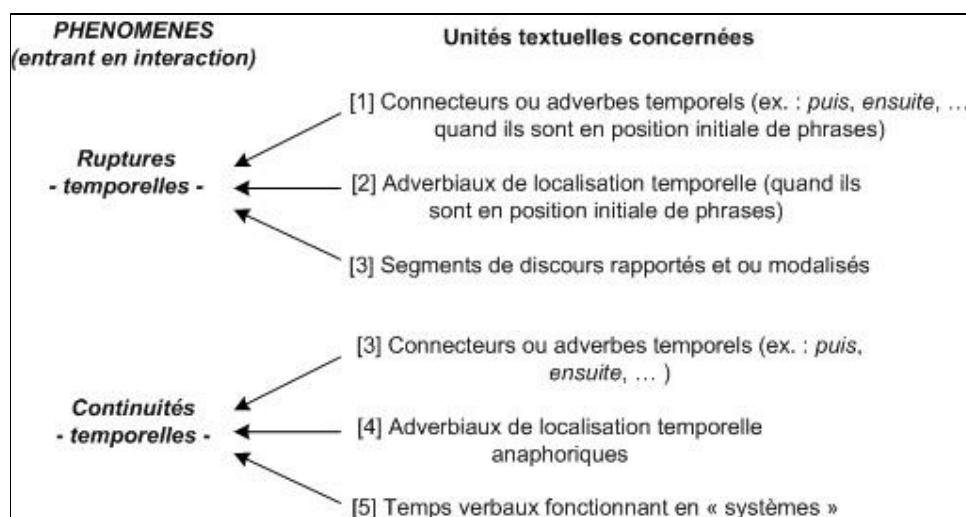 PHENOMENES
(entrant en interaction)
Unités textuelles concernées
[1] Connecteurs ou adverbes temporels (ex. : puis, ensuite, …
quand ils sont en position initiale de phrases)
Ruptures
- temporelles -
[2] Adverbiaux de localisation temporelle (quand ils
sont en position initiale de phrases)
[3] Segments de discours rapportés et ou modalisés
[3] Connecteurs ou adverbes temporels (ex. : puis,
ensuite, … )
Continuités
- temporelles -
[4] Adverbiaux de localisation temporelle
anaphoriques
[5] Temps verbaux fonctionnant en « systèmes »